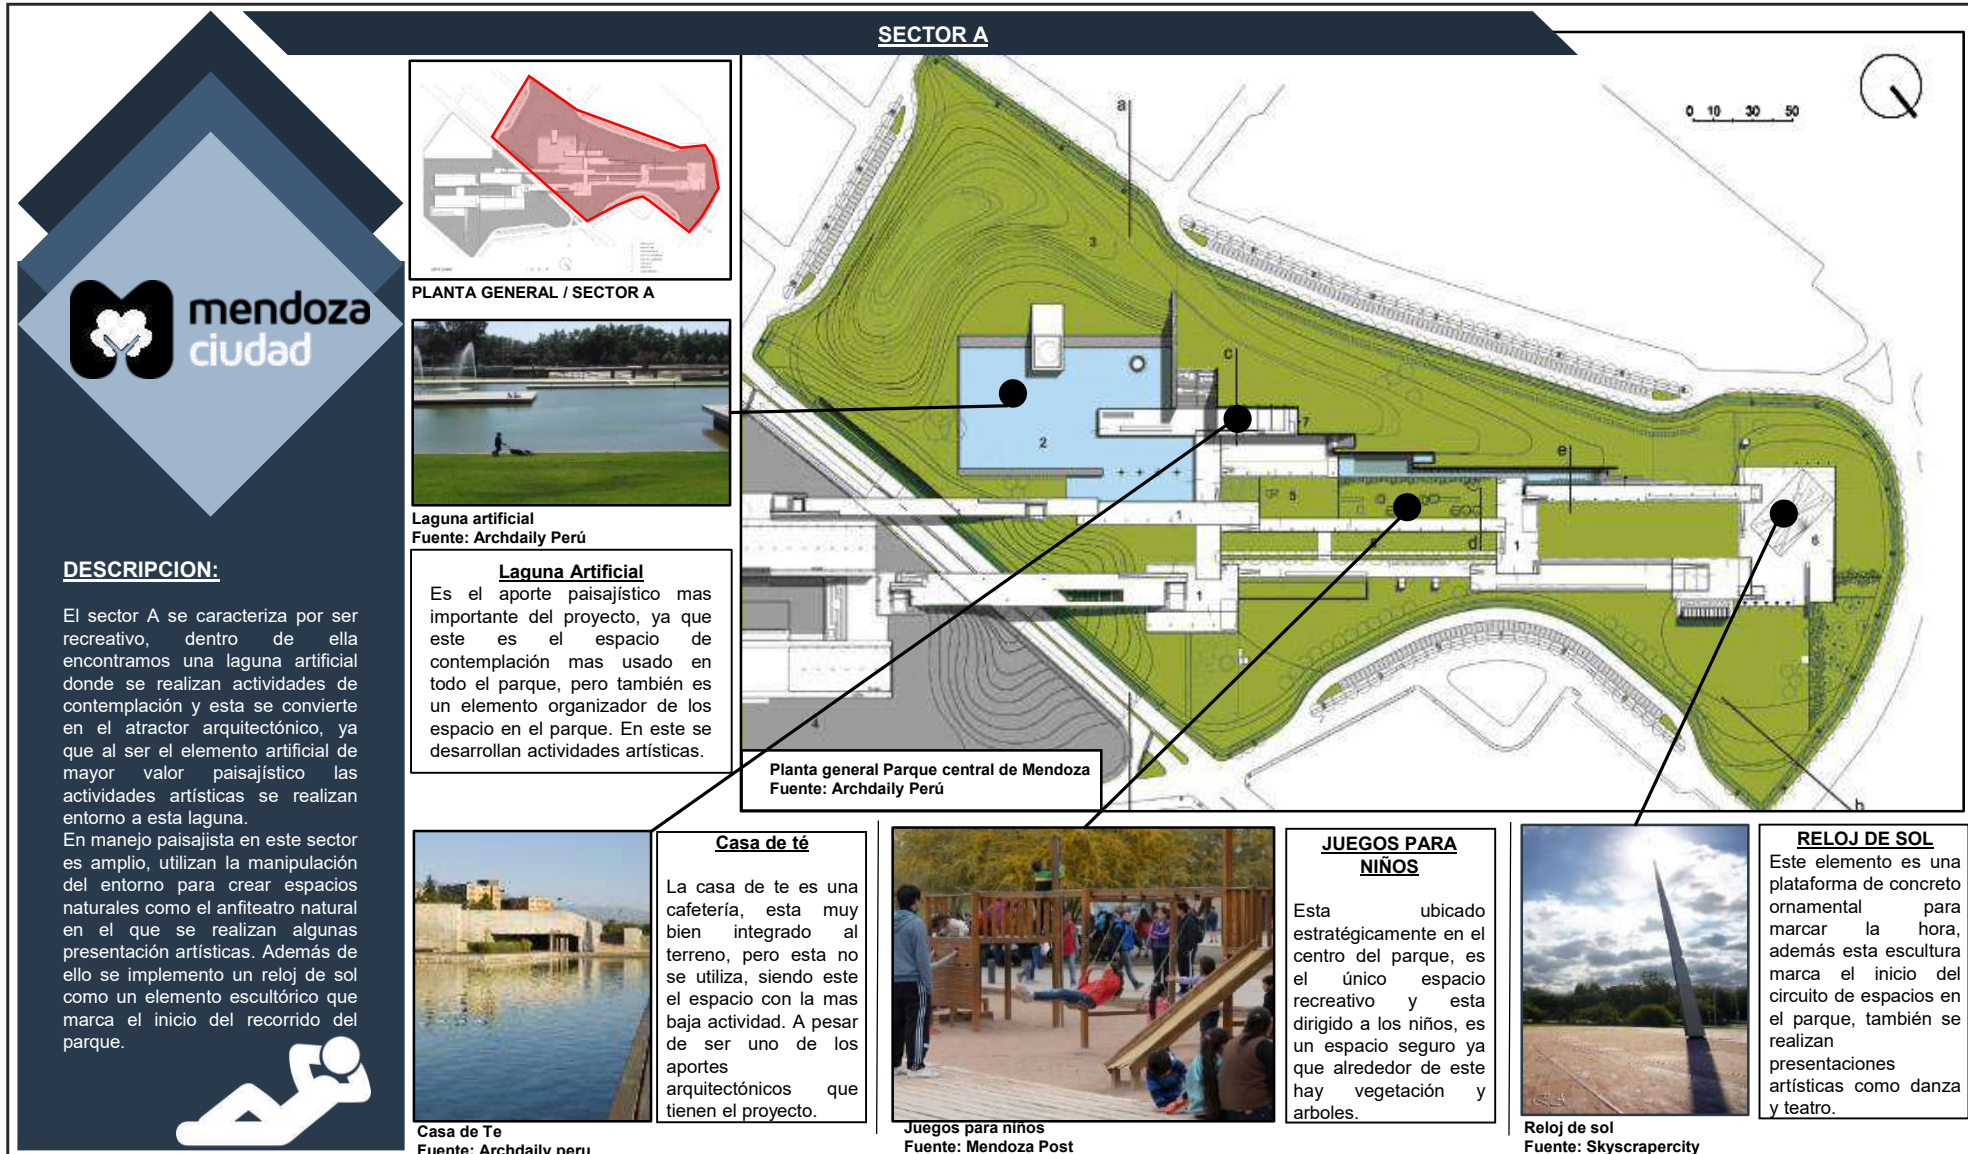 SECTOR A
mendoza
ciudad
DESCRIPCION:
El sector A se caracteriza por ser
recreativo, dentro de ella
encontramos una laguna artificial
donde se realizan actividades de
contemplación y esta se convierte
en el atractor arquitectónico, ya
que al ser el elemento artificial de
mayor valor paisajístico las
actividades artísticas se realizan
entorno a esta laguna.
En manejo paisajista en este sector
es amplio, utilizan la manipulación
del entorno para crear espacios
naturales como el anfiteatro natural
en el que se realizan algunas
presentación artísticas. Además de
ello se implemento un reloj de sol
como un elemento escultórico que
marca el inicio del recorrido del
parque.
PLANTA GENERAL / SECTOR A
Laguna artificial
Fuente: Archdaily Perú
Laguna Artificial
Es el aporte paisajístico mas
importante del proyecto, ya que
este es el espacio de
contemplación mas usado en
todo el parque, pero también es
un elemento organizador de los
espacio en el parque. En este se
desarrollan actividades artísticas.
0 10 30 50
a
3
c
2
7
e
5
1
d
1
6
1
4
b
Planta general Parque central de Mendoza
Fuente: Archdaily Perú
Casa de Te
Fuente: Archdaily peru
Casa de té
La casa de te es una
cafetería, esta muy
bien integrado al
terreno, pero esta no
se utiliza, siendo este
el espacio con la mas
baja actividad. A pesar
de ser uno de los
aportes
arquitectónicos que
tienen el proyecto.
Juegos para niños
Fuente: Mendoza Post
JUEGOS PARA
NIÑOS
Esta ubicado
estratégicamente en el
centro del parque, es
el único espacio
recreativo y esta
dirigido a los niños, es
un espacio seguro ya
que alrededor de este
hay vegetación y
arboles.
Reloj de sol
Fuente: Skyscrapercity
RELOJ DE SOL
Este elemento es una
plataforma de concreto
ornamental para
marcar la hora,
además esta escultura
marca el inicio del
circuito de espacios en
el parque, también se
realizan
presentaciones
artísticas como danza
y teatro.